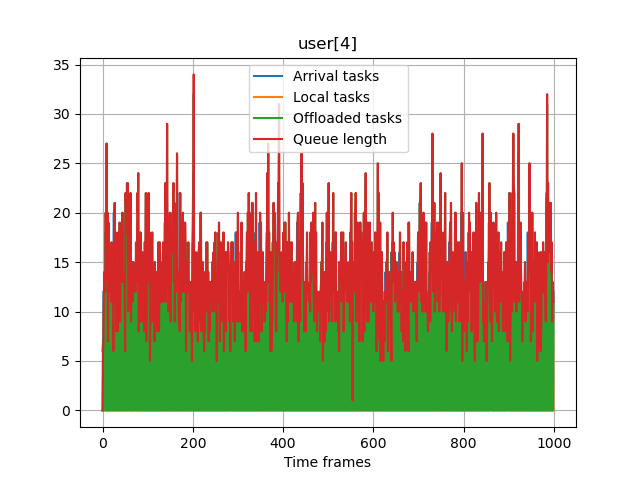 user[4]
Arrival tasks
Local tasks
Offloaded tasks
Queue length
35
30
25
20
15
10
5
0
0 200 400 600 800 1000
Time frames